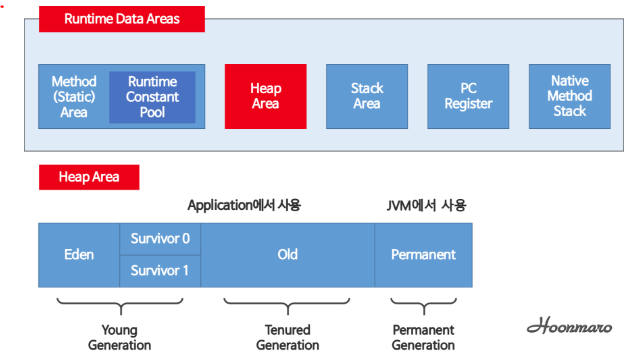 Runtime Data Areas
Method
(Static)
Area
Runtime
Constant
Pool
Heap
Area
Stack
Area
PC
Register
Native
Method
Stack
Heap Area
Application에서 사용
JVM에서 사용
Eden
Survivor 0
Survivor 1
Old
Permanent
Young
Generation
Tenured
Generation
Permanent
Generation
Hoonmaro